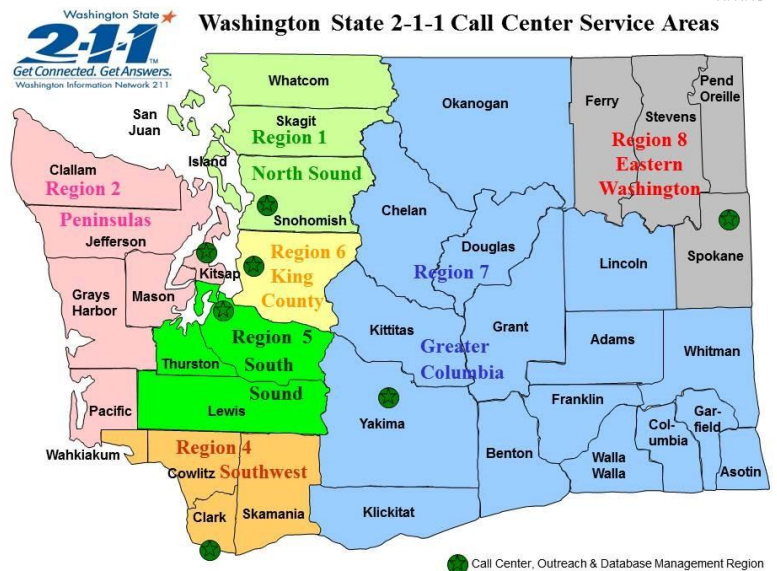 Washington State
2-1-1
TM
Get Connected. Get Answers.
Washington Information Network 211
Washington State 2-1-1 Call Center Service Areas
Whatcom
San
Juan
Skagit
Region 1
Island
North Sound
Snohomish
Clallam
Region 2
Peninsulas
Jefferson
Kitsap
Grays
Harbor
Mason
Region 6
King
County
Region 5
South
Sound
Thurston
Lewis
Pacific
Wahkiakum
Region 4
Southwest
Cowlitz
Clark
Skamania
Okanogan
Chelan
Douglas
Region 7
Kittitas
Grant
Greater
Columbia
Yakima
Klickitat
Benton
Lincoln
Adams
Whitman
Franklin
Walla
Walla
Col-
umbia
Gar-
field
Asotin
Ferry
Stevens
Pend
Oreille
Region 8
Eastern
Washington
Spokane
Call Center, Outreach & Database Management Region